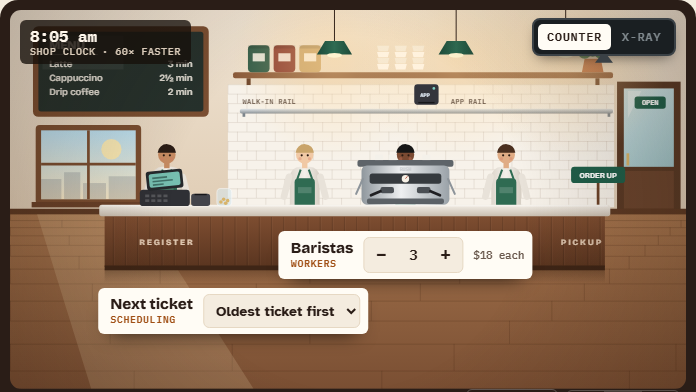 8:05 am
SHOP CLOCK · 60× FASTER
Latte 3 min
Cappuccino 2½ min
Drip coffee 2 min
COUNTER X-RAY
WALK-IN RAIL
APP
APP RAIL
OPEN
ORDER UP
REGISTER
PICKUP
Baristas
WORKERS
− 3 +
$18 each
Next ticket
SCHEDULING
Oldest ticket first